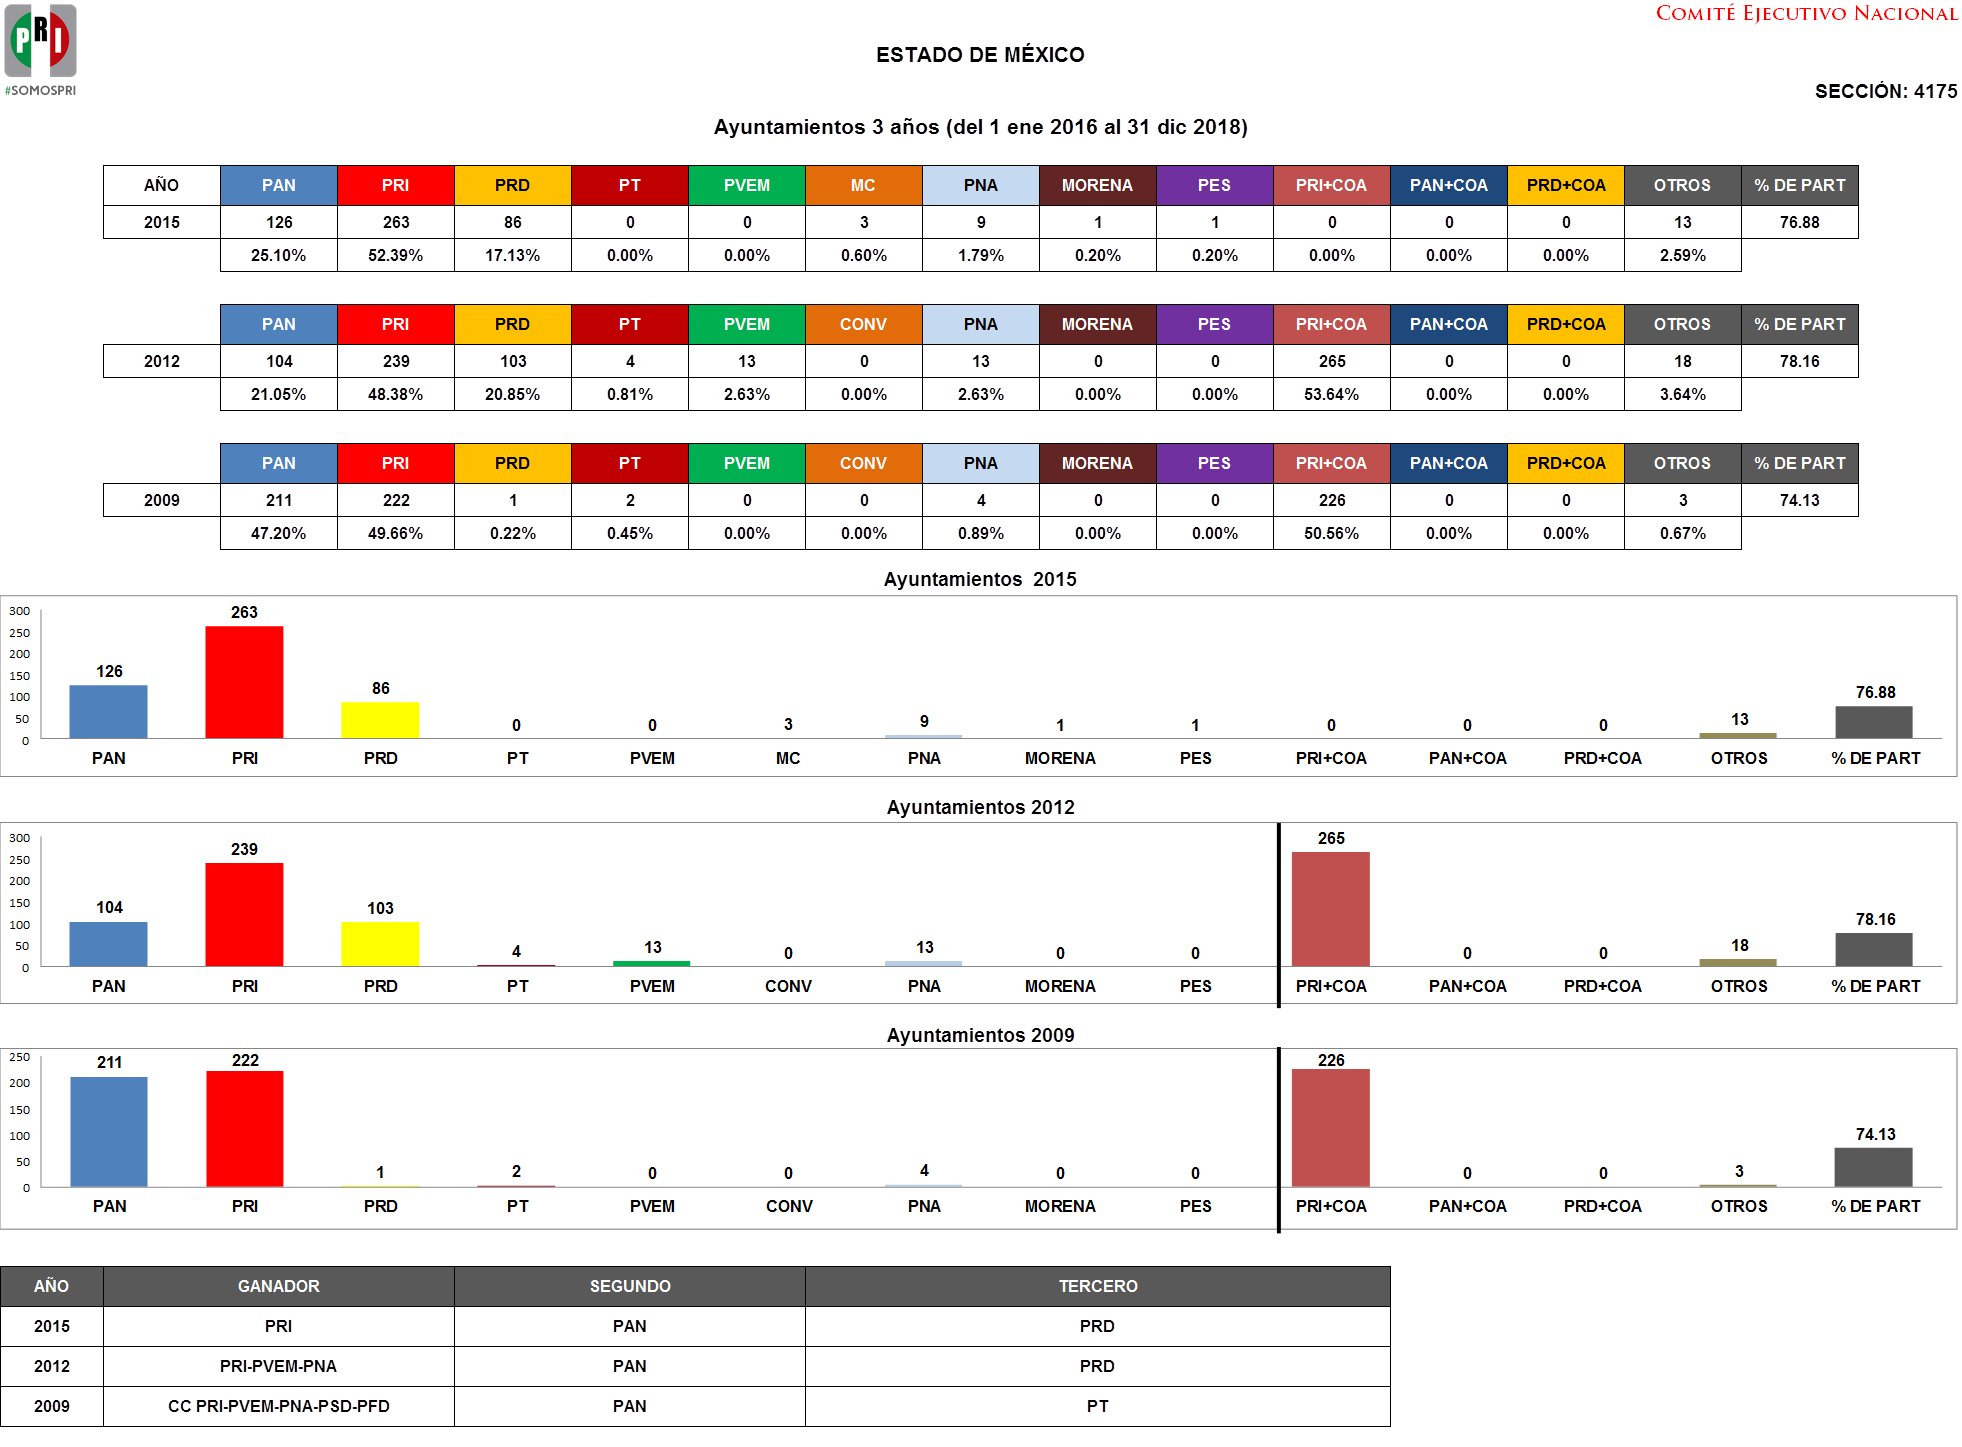 PRI
#SOMOSPRI
COMITÉ EJECUTIVO NACIONAL
ESTADO DE MÉXICO
SECCIÓN: 4175
Ayuntamientos 3 años (del 1 ene 2016 al 31 dic 2018)
AÑO PAN PRI PRD PT PVEM MC PNA MORENA PES PRI+COA PAN+COA PRD+COA OTROS % DE PART
2015 126 263 86 0 0 3 9 1 1 0 0 0 13 76.88
25.10% 52.39% 17.13% 0.00% 0.00% 0.60% 1.79% 0.20% 0.20% 0.00% 0.00% 0.00% 2.59%
PAN PRI PRD PT PVEM CONV PNA MORENA PES PRI+COA PAN+COA PRD+COA OTROS % DE PART
2012 104 239 103 4 13 0 13 0 0 265 0 0 18 78.16
21.05% 48.38% 20.85% 0.81% 2.63% 0.00% 2.63% 0.00% 0.00% 53.64% 0.00% 0.00% 3.64%
PAN PRI PRD PT PVEM CONV PNA MORENA PES PRI+COA PAN+COA PRD+COA OTROS % DE PART
2009 211 222 1 2 0 0 4 0 0 226 0 0 3 74.13
47.20% 49.66% 0.22% 0.45% 0.00% 0.00% 0.89% 0.00% 0.00% 50.56% 0.00% 0.00% 0.67%
Ayuntamientos 2015
300
250
200
150
100
50
0
126 263 86 0 0 3 9 1 1 0 0 0 13 76.88
PAN PRI PRD PT PVEM MC PNA MORENA PES PRI+COA PAN+COA PRD+COA OTROS % DE PART
Ayuntamientos 2012
300
250
200
150
100
50
0
104 239 103 4 13 0 13 0 0 265 0 0 18 78.16
PAN PRI PRD PT PVEM CONV PNA MORENA PES PRI+COA PAN+COA PRD+COA OTROS % DE PART
Ayuntamientos 2009
250
200
150
100
50
0
211 222 1 2 0 0 4 0 0 226 0 0 3 74.13
PAN PRI PRD PT PVEM CONV PNA MORENA PES PRI+COA PAN+COA PRD+COA OTROS % DE PART
AÑO GANADOR SEGUNDO TERCERO
2015 PRI PAN PRD
2012 PRI-PVEM-PNA PAN PRD
2009 CC PRI-PVEM-PNA-PSD-PFD PAN PT